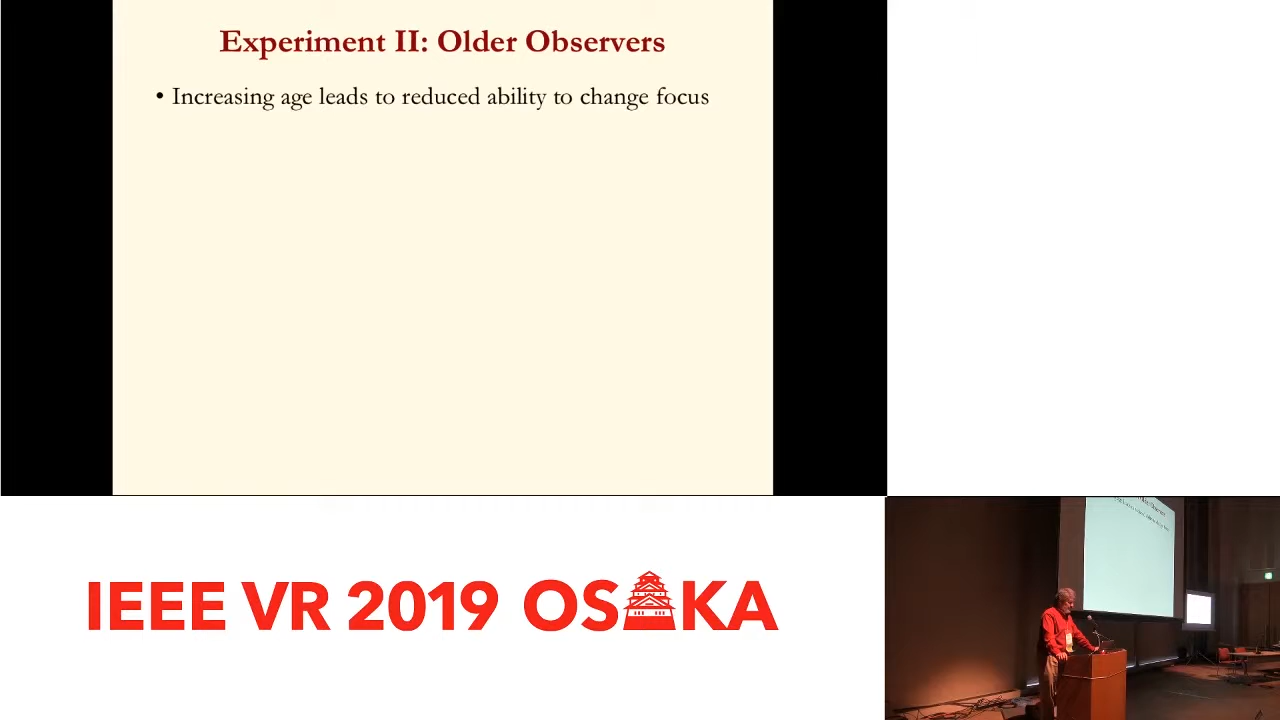 Experiment II: Older Observers
• Increasing age leads to reduced ability to change focus
IEEE VR 2019 OSAKA